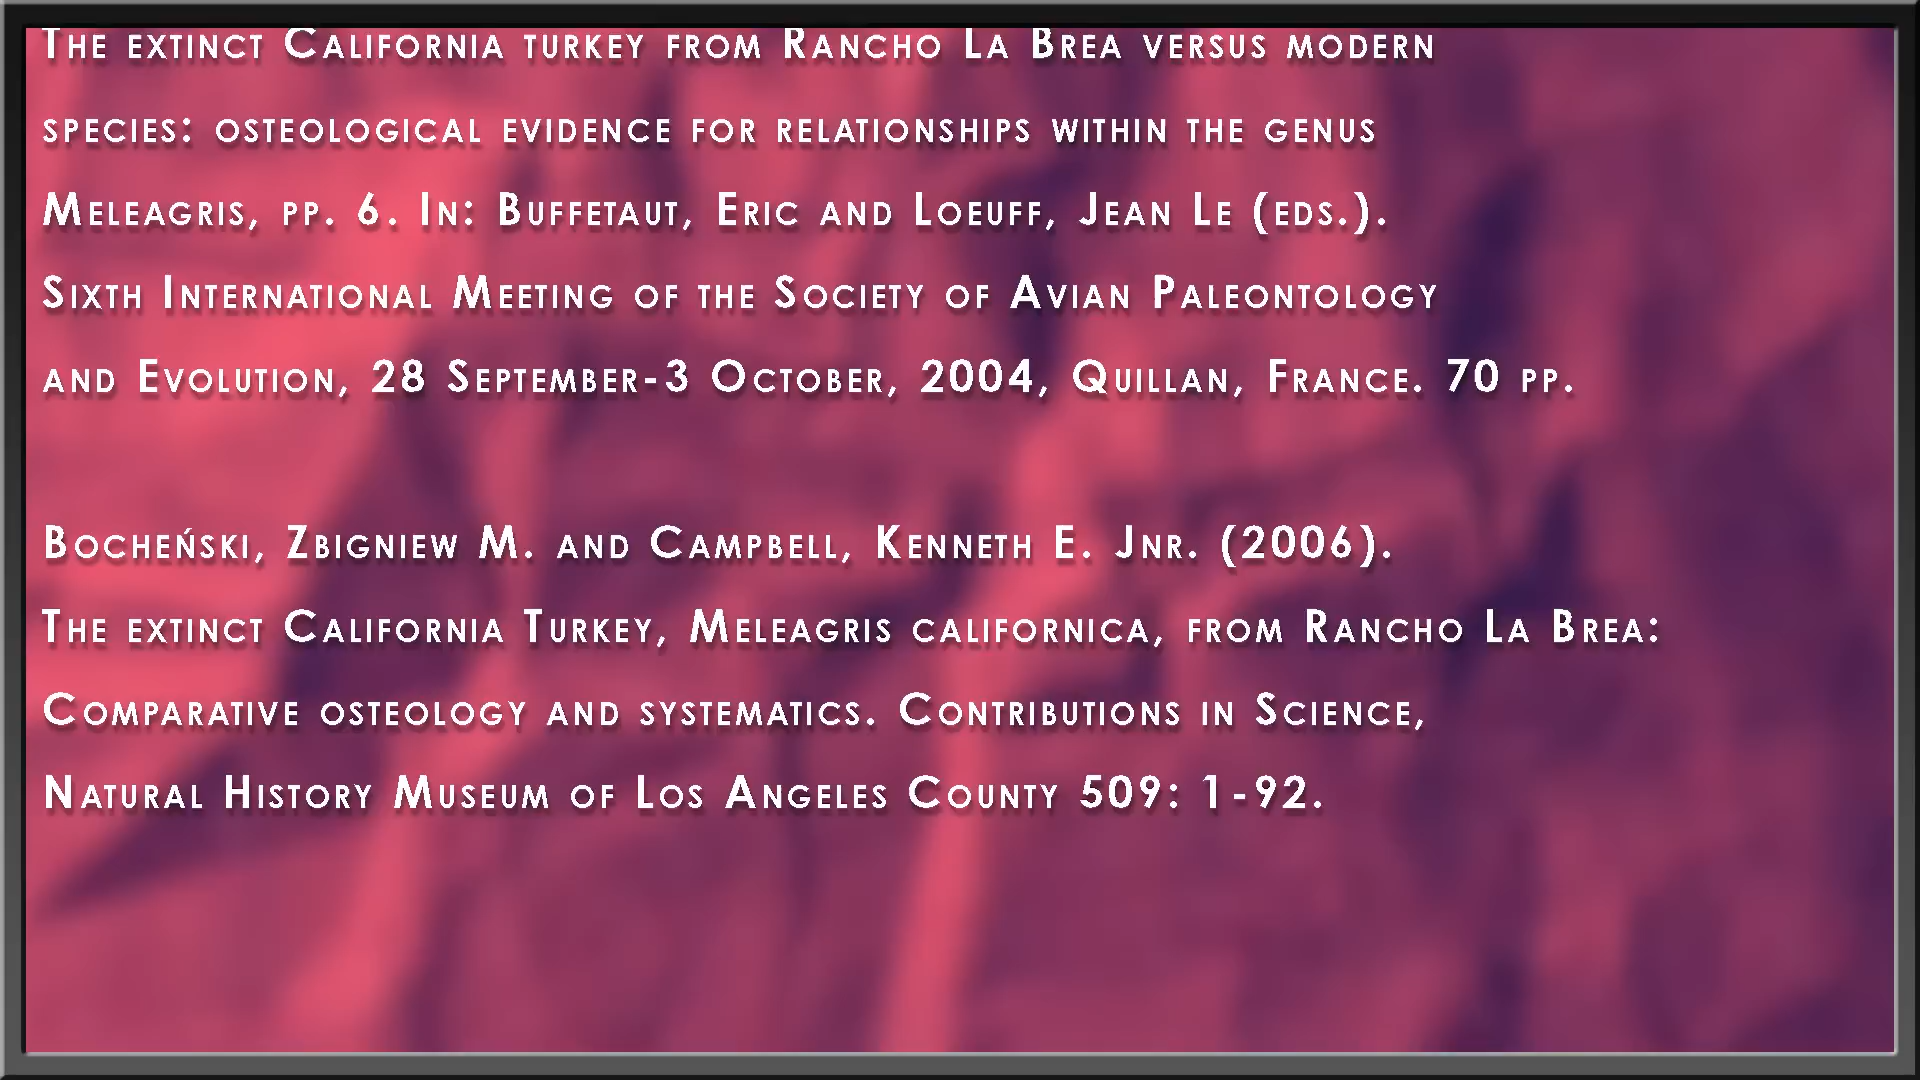 The extinct California turkey from Rancho La Brea versus modern
species: osteological evidence for relationships within the genus
Meleagris, pp. 6. In: Buffetaut, Eric and Loeuff, Jean Le (eds.).
Sixth International Meeting of the Society of Avian Paleontology
and Evolution, 28 September-3 October, 2004, Quillan, France. 70 pp.
Bocheński, Zbigniew M. and Campbell, Kenneth E. Jnr. (2006).
The extinct California Turkey, Meleagris californica, from Rancho La Brea:
Comparative osteology and systematics. Contributions in Science,
Natural History Museum of Los Angeles County 509: 1-92.